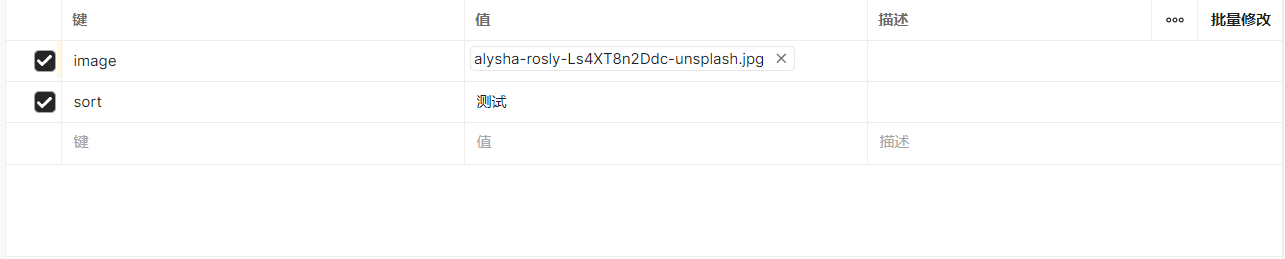 键 值 描述 ooo 批量修改
image alysha-rosly-Ls4XT8n2Ddc-unsplash.jpg ×
sort 测试
键 值 描述